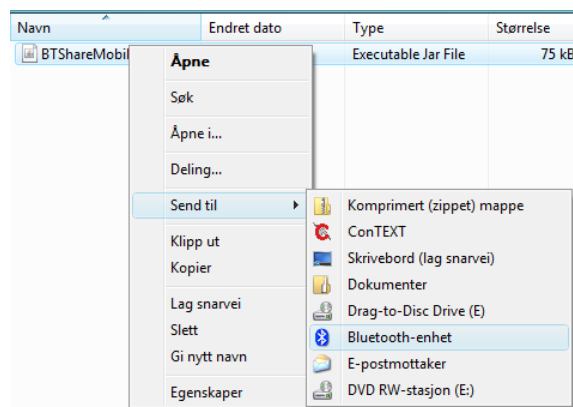 Navn Endret dato Type Størrelse
BTShareMobil Executable Jar File 75 kB
Åpne
Søk
Åpne i...
Deling...
Send til
Klipp ut
Kopier
Lag snarvei
Slett
Gi nytt navn
Egenskaper
Komprimert (zippet) mappe
ConTEXT
Skrivebord (lag snarvei)
Dokumenter
Drag-to-Disc Drive (E)
Bluetooth-enhet
E-postmottaker
DVD RW-stasjon (E:)